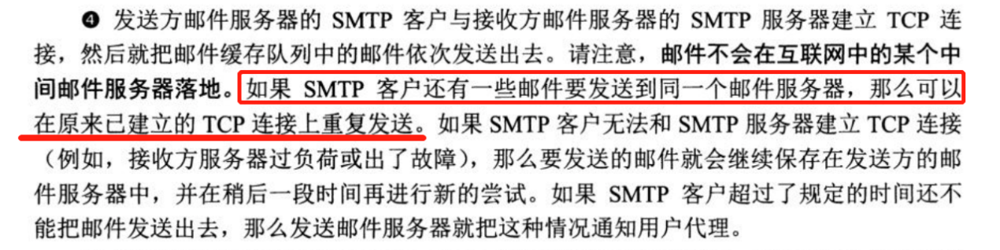 ❹ 发送方邮件服务器的 SMTP 客户与接收方邮件服务器的 SMTP 服务器建立 TCP 连
接，然后就把邮件缓存队列中的邮件依次发送出去。请注意，邮件不会在互联网中的某个中
间邮件服务器落地。如果 SMTP 客户还有一些邮件要发送到同一个邮件服务器，那么可以
在原来已建立的 TCP 连接上重复发送。如果 SMTP 客户无法和 SMTP 服务器建立 TCP 连接
（例如，接收方服务器过负荷或出了故障），那么要发送的邮件就会继续保存在发送方的邮
件服务器中，并在稍后一段时间再进行新的尝试。如果 SMTP 客户超过了规定的时间还不
能把邮件发送出去，那么发送邮件服务器就把这种情况通知用户代理。